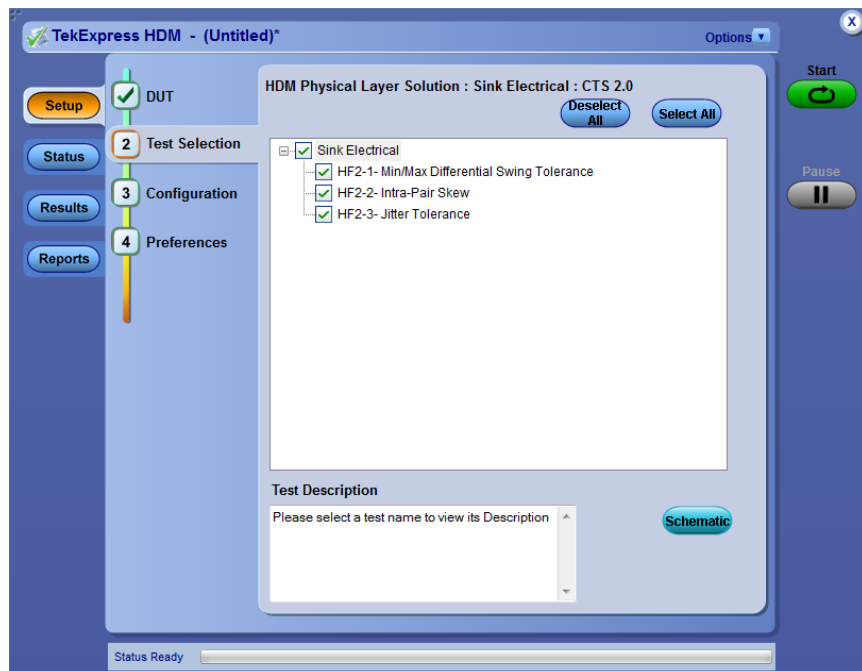 TekExpress HDM - (Untitled)*
Options
X
Setup
Status
Results
Reports
DUT
2 Test Selection
3 Configuration
4 Preferences
HDM Physical Layer Solution : Sink Electrical : CTS 2.0
Deselect
All
Select All
Sink Electrical
HF2-1- Min/Max Differential Swing Tolerance
HF2-2- Intra-Pair Skew
HF2-3- Jitter Tolerance
Test Description
Please select a test name to view its Description
Schematic
Start
Pause
Status Ready